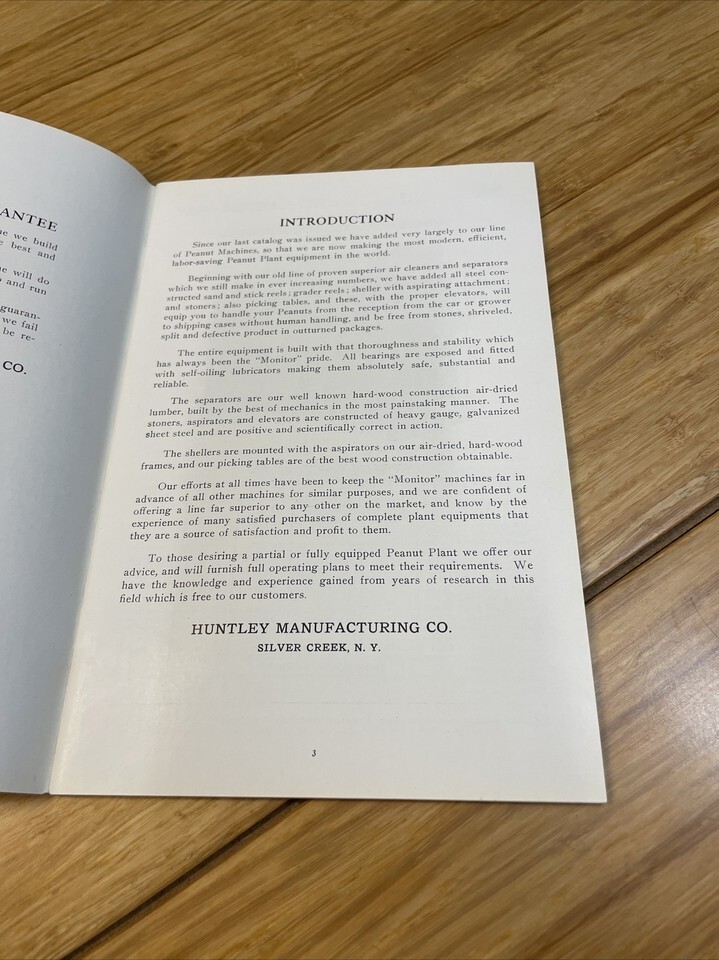 ANTEE
ne we build
e best and
ne will do
o and run
guaran-
we fail
be re-
CO.
INTRODUCTION
Since our last catalog was issued we have added very largely to our line
of Peanut Machines, so that we are now making the most modern, efficient,
labor-saving Peanut Plant equipment in the world.
Beginning with our old line of proven superior air cleaners and separators
which we still make in ever increasing numbers, we have added all steel con-
structed sand and stick reels; grader reels; sheller with aspirating attachment;
and stoners; also picking tables, and these, with the proper elevators, will
equip you to handle your Peanuts from the reception from the car or grower
to shipping cases without human handling, and be free from stones, shriveled,
split and defective product in outturned packages.
The entire equipment is built with that thoroughness and stability which
has always been the "Monitor" pride. All bearings are exposed and fitted
with self-oiling lubricators making them absolutely safe, substantial and
reliable.
The separators are our well known hard-wood construction air-dried
lumber, built by the best of mechanics in the most painstaking manner. The
stoners, aspirators and elevators are constructed of heavy gauge, galvanized
sheet steel and are positive and scientifically correct in action.
The shellers are mounted with the aspirators on our air-dried, hard-wood
frames, and our picking tables are of the best wood construction obtainable.
Our efforts at all times have been to keep the "Monitor" machines far in
advance of all other machines for similar purposes, and we are confident of
offering a line far superior to any other on the market, and know by the
experience of many satisfied purchasers of complete plant equipments that
they are a source of satisfaction and profit to them.
To those desiring a partial or fully equipped Peanut Plant we offer our
advice, and will furnish full operating plans to meet their requirements. We
have the knowledge and experience gained from years of research in this
field which is free to our customers.
HUNTLEY MANUFACTURING CO.
SILVER CREEK, N. Y.
3